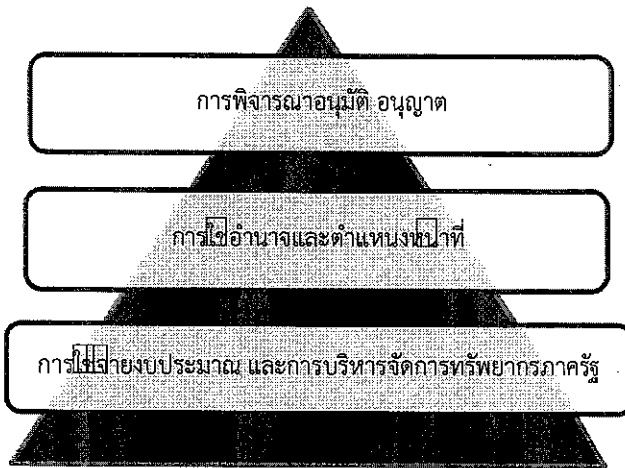 การพิจารณาอนุมัติ อนุญาต
การใช้อำนาจและตำแหน่งหน้าที่
การใช้จ่ายงบประมาณ และการบริหารจัดการทรัพยากรภาครัฐ